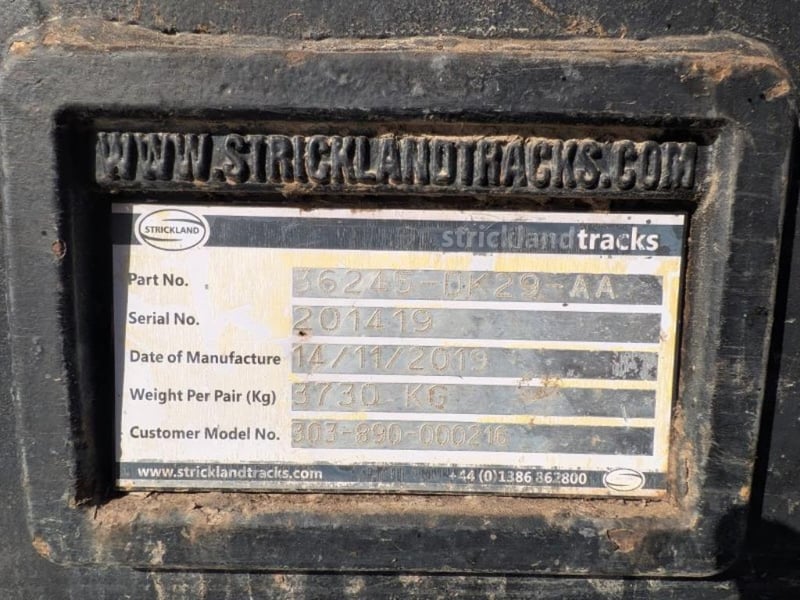 WWW.STRICKLANDTRACKS.COM
STRICKLAND
stricklandtracks
Part No. 36245-DK29-AA
Serial No. 201419
Date of Manufacture 14/11/2019
Weight Per Pair (Kg) 3730 KG
Customer Model No. 303-890-000216
www.stricklandtracks.com +44 (0)1386 862800